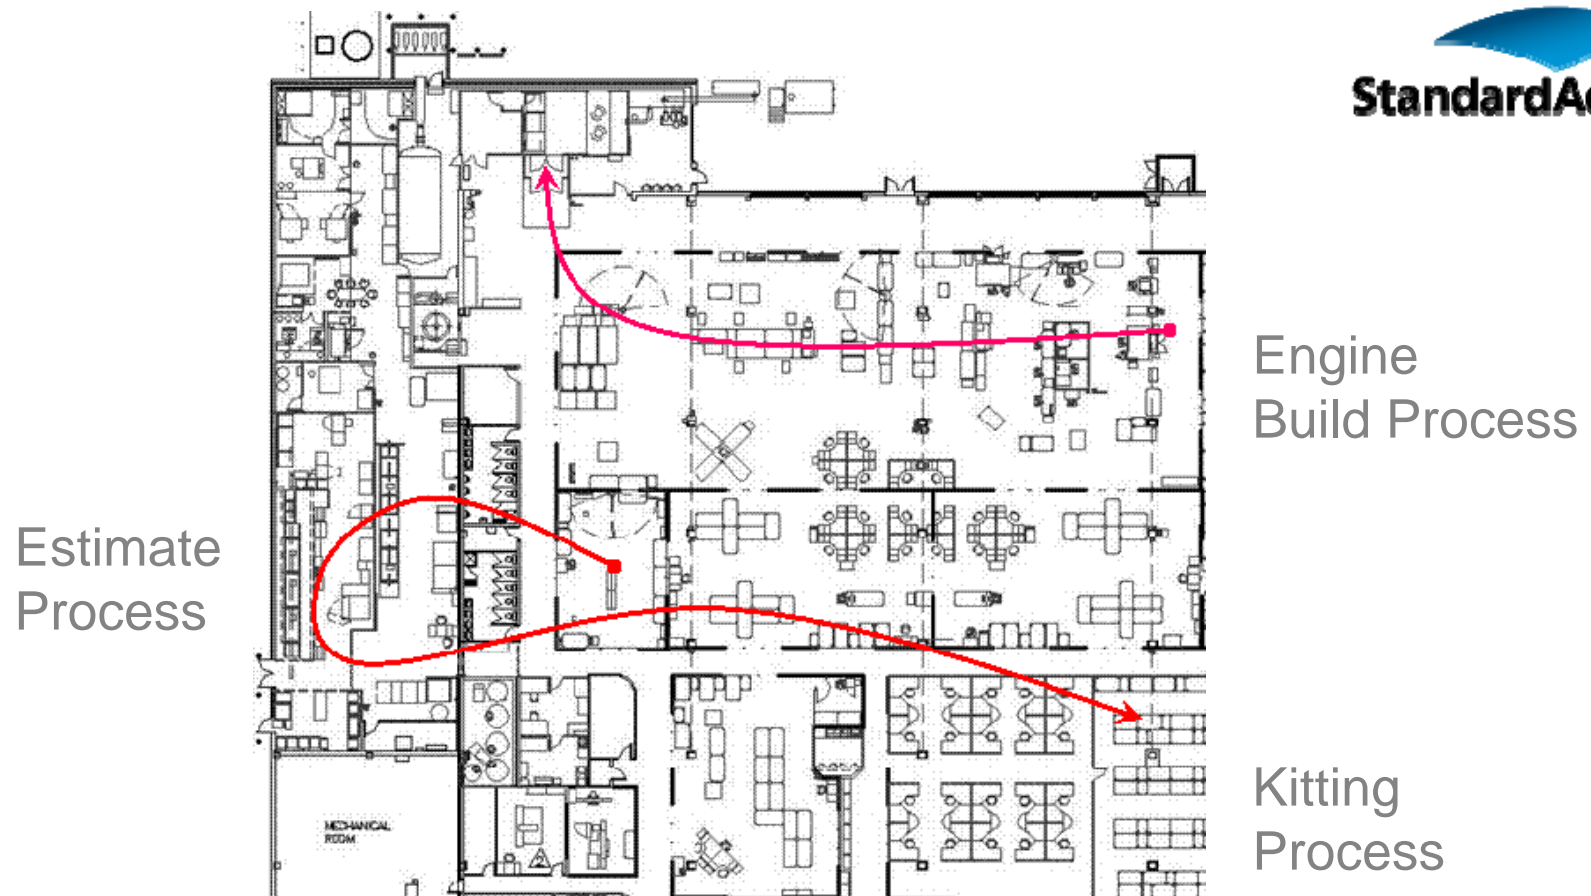 StandardAe
Engine
Build Process
Estimate
Process
Kitting
Process
MECHANICAL
ROOM